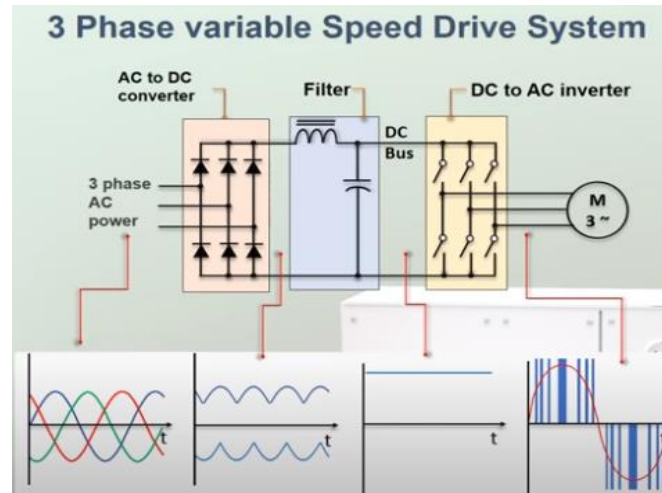 3 Phase variable Speed Drive System
AC to DC
converter
Filter
DC to AC inverter
DC
Bus
3 phase
AC
power
M
3 ~
t
t
t
t